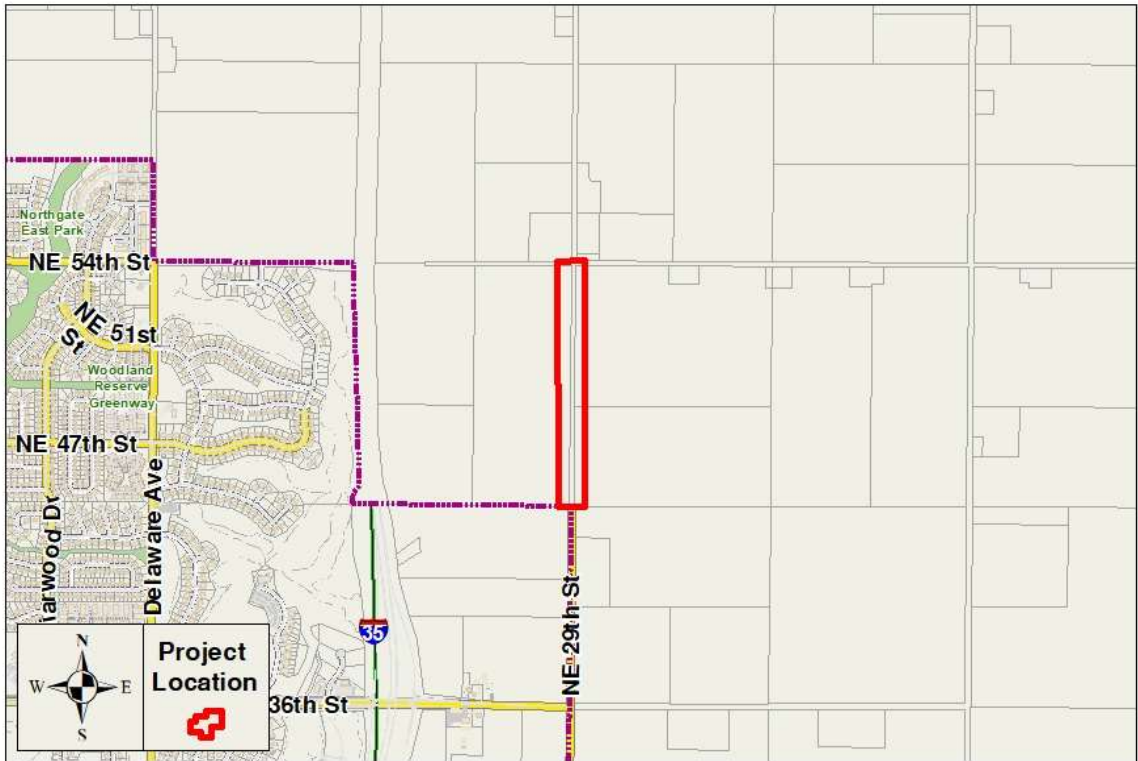 Northgate
East Park
NE 54th St
NE 51st
St
Woodland
Reserve
Greenway
NE 47th St
Delaware Ave
NE 29th St
35
36th St
N
W
E
S
Project
Location